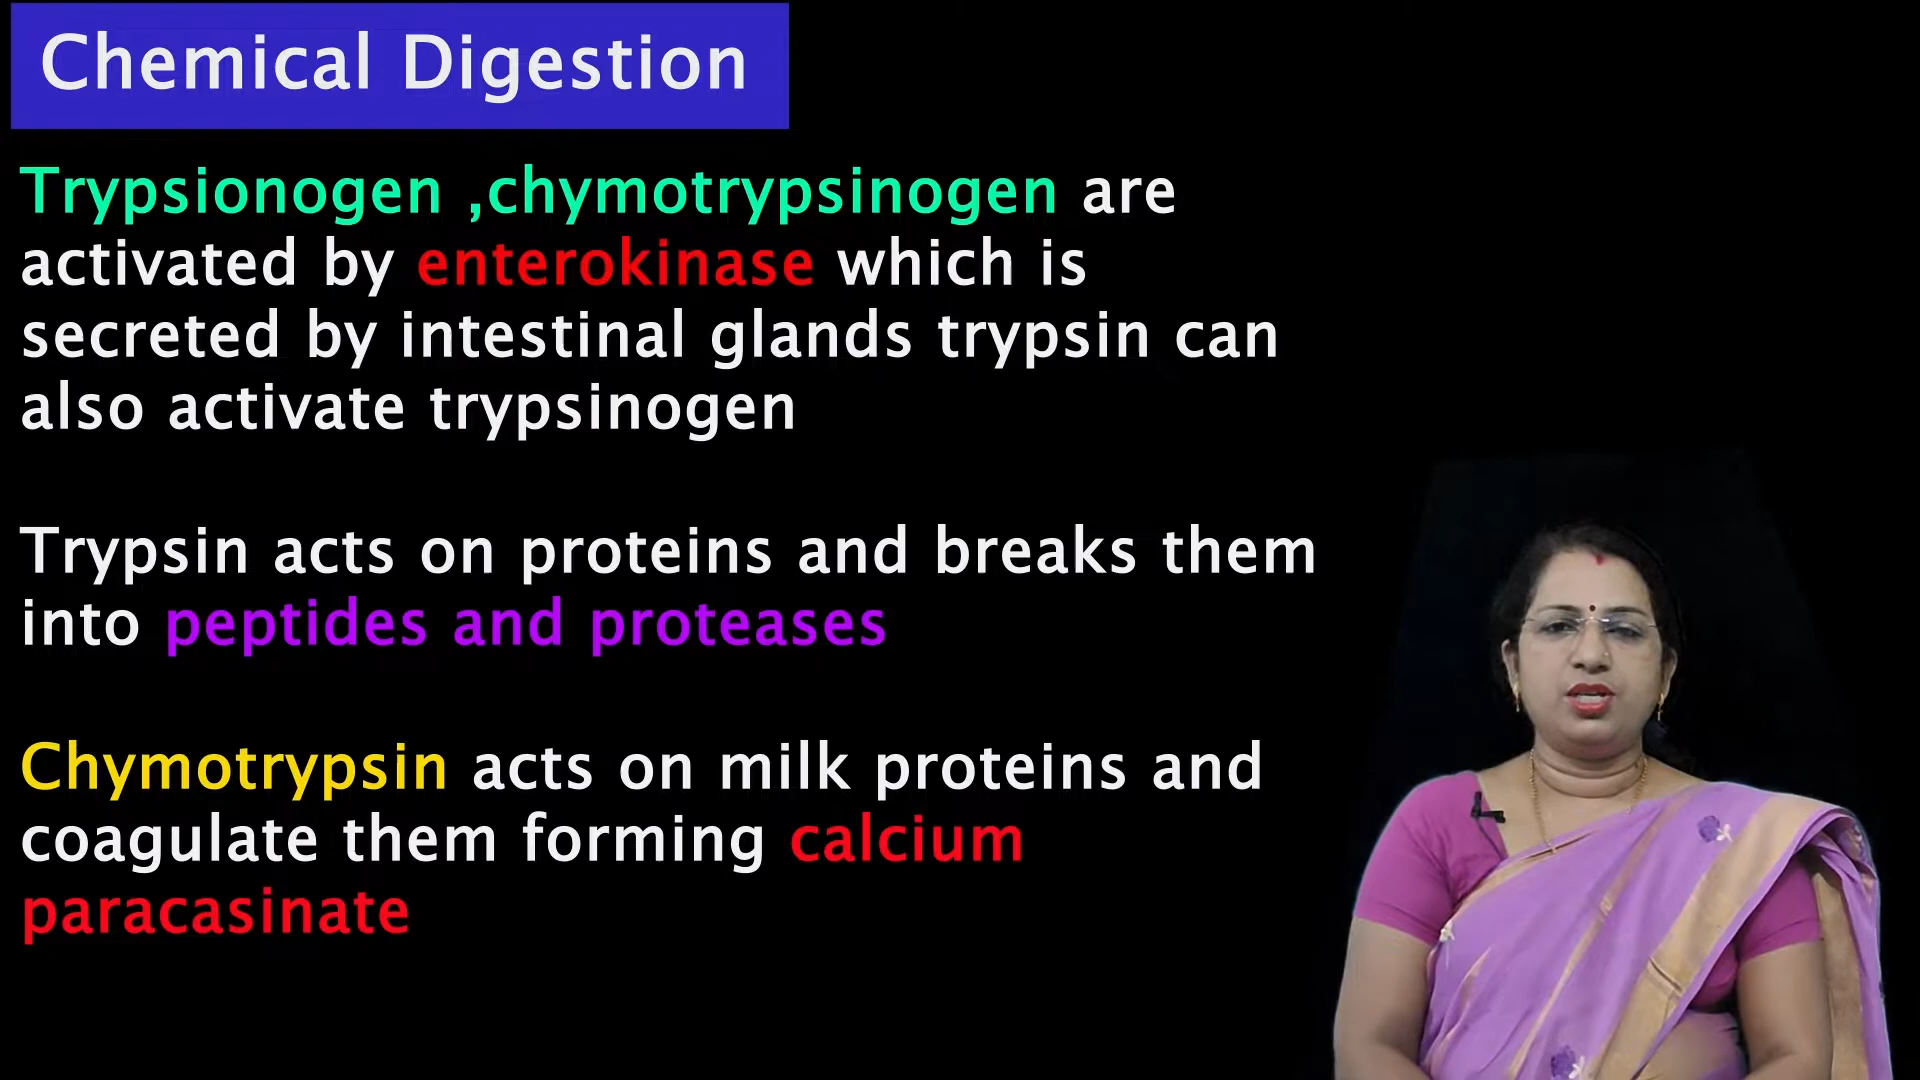 Chemical Digestion
Trypsionogen ,chymotrypsinogen are
activated by enterokinase which is
secreted by intestinal glands trypsin can
also activate trypsinogen
Trypsin acts on proteins and breaks them
into peptides and proteases
Chymotrypsin acts on milk proteins and
coagulate them forming calcium
paracasinate